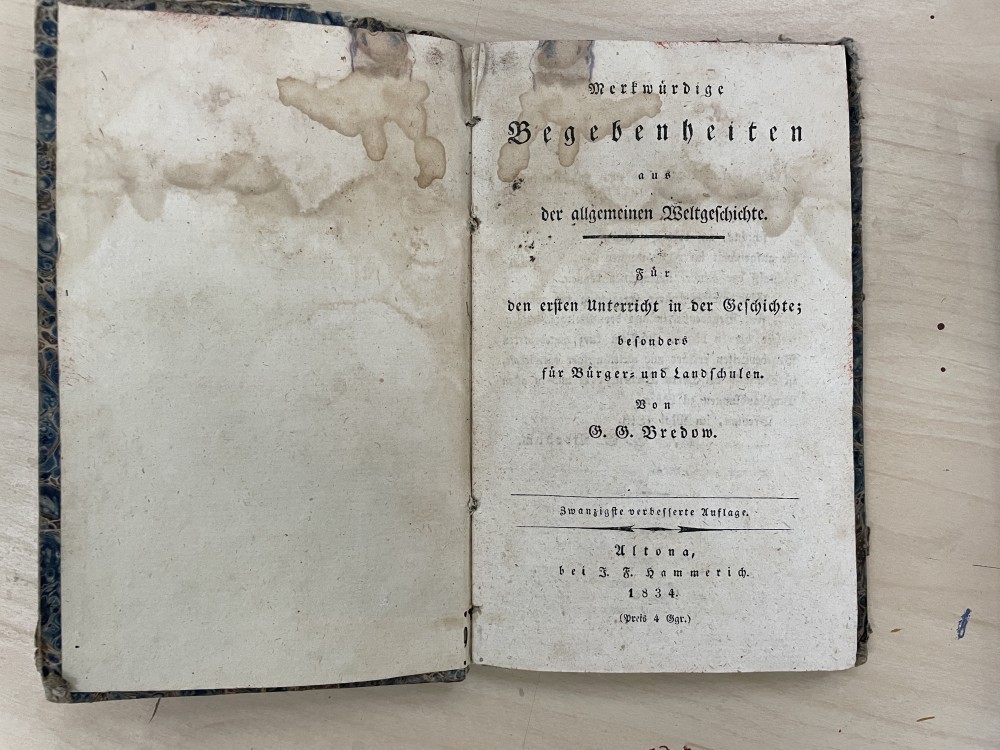 Merkwürdige
Begebenheiten
aus
der allgemeinen Weltgeschichte.
Für
den ersten Unterricht in der Geschichte;
besonders
für Bürger- und Landschulen.
Von
G. G. Bredow.
Zwanzigste verbesserte Auflage.
Altona,
bei J. F. Hammerich.
1834.
(Preis 4 Ggr.)